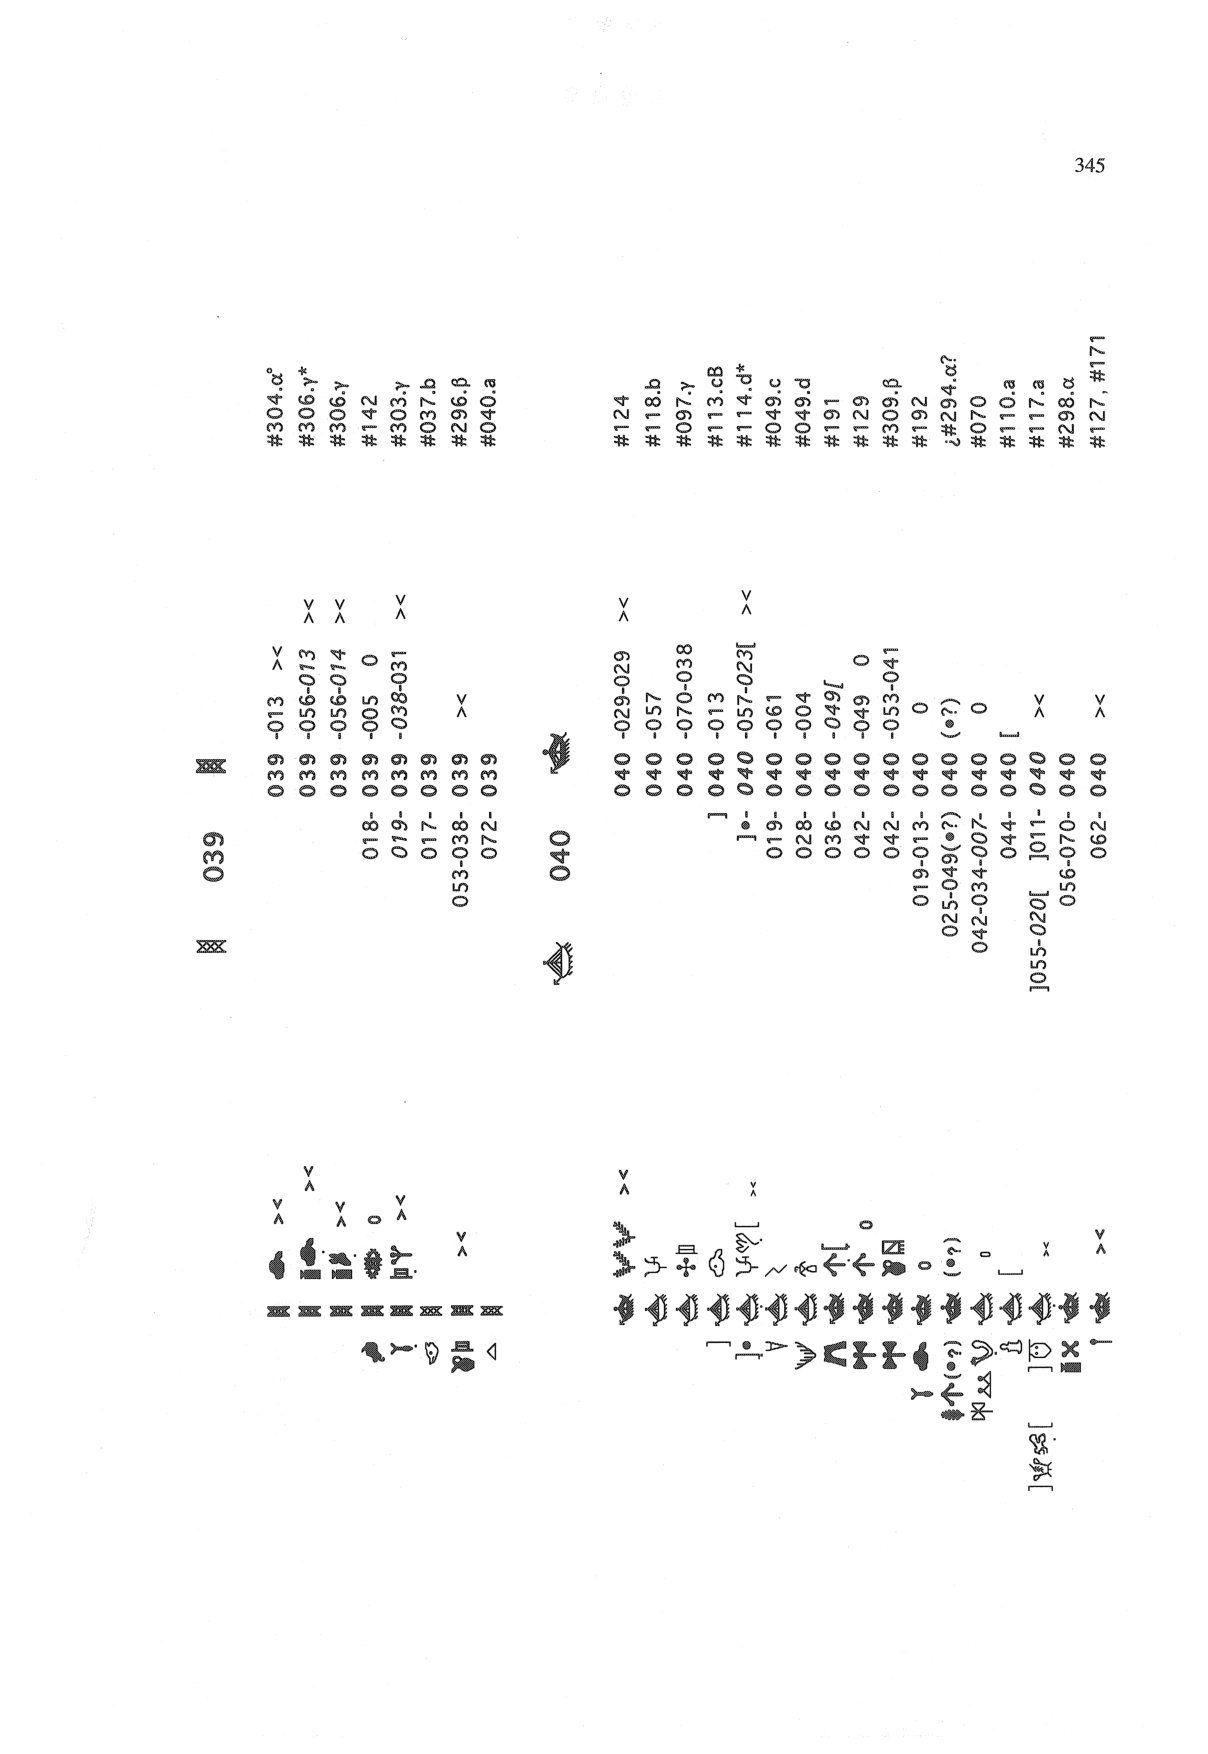 345
039
039 -013 >< #304.α°
039 -056-013 >< #306.γ*
039 -056-014 >< #306.γ
018- 039 -005 O #142
019- 039 -038-031 >< #303.γ
017- 039 #037.b
053-038- 039 >< #296.β
072- 039 #040.a
040
040 -029-029 >< #124
040 -057 #118.b
040 -070-038 #097.γ
] 040 -013 #113.cB
]•- 040 -057-023[ >< #114.d*
019- 040 -061 #049.c
028- 040 -004 #049.d
036- 040 -049[ #191
042- 040 -049 O #129
042- 040 -053-041 #309.β
019-013- 040 O #192
025-049(•?) 040 (•?) ¿#294.α?
042-034-007- 040 O #070
044- 040 [ #110.a
]055-020[ ]011- 040 >< #117.a
056-070- 040 #298.α
062- 040 >< #127, #171